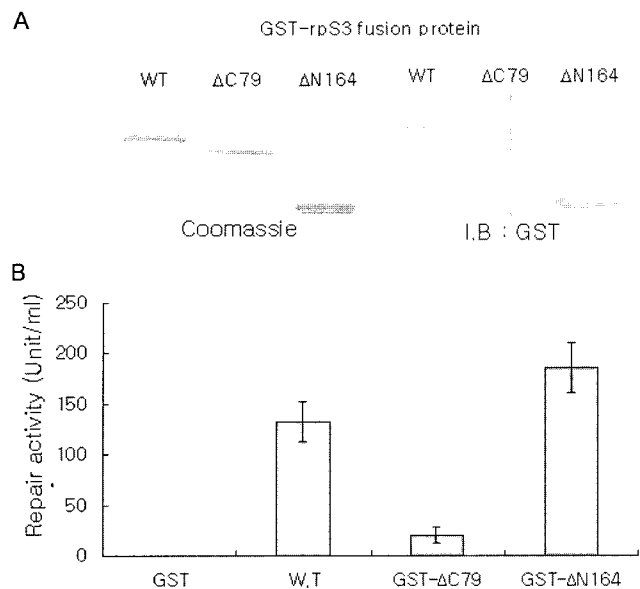 A
GST-rpS3 fusion protein
WT ΔC79 ΔN164 WT ΔC79 ΔN164
Coomassie I.B : GST
B
Repair activity (Unit/ml)
250
200
150
100
50
0
GST W.T GST-ΔC79 GST-ΔN164